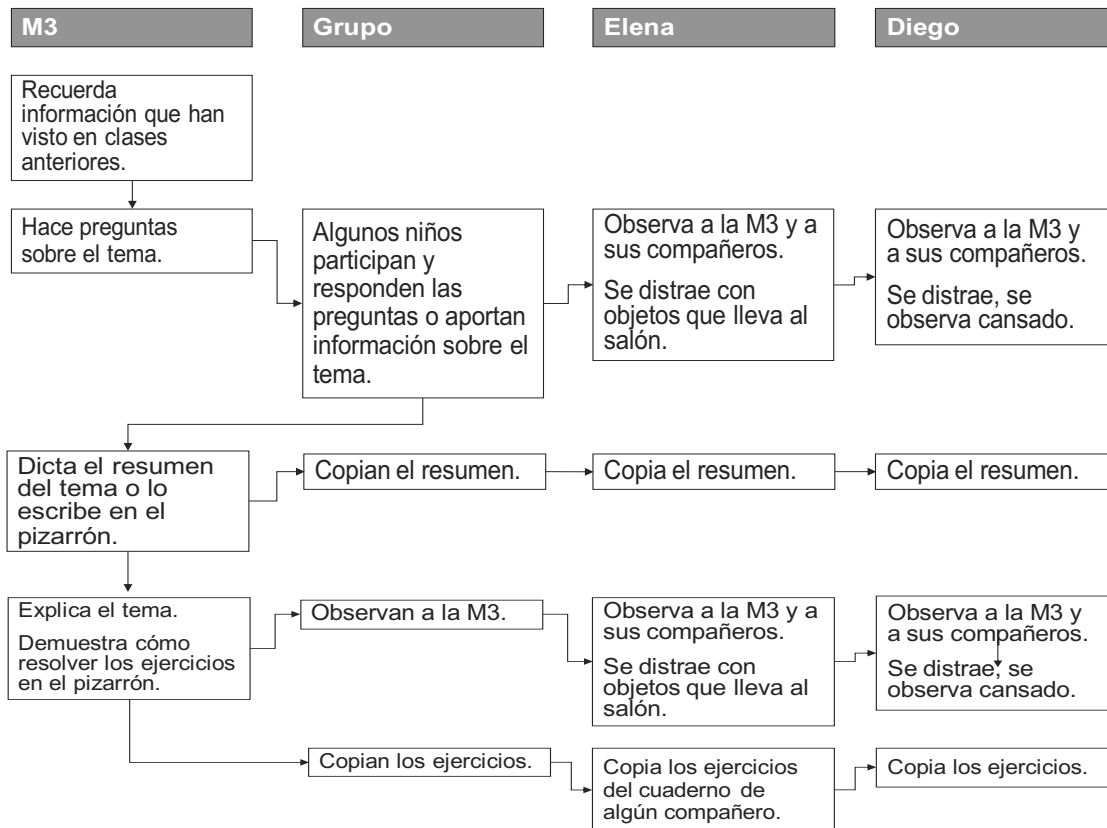 M3
Grupo
Elena
Diego
Recuerda
información que han
visto en clases
anteriores.
Hace preguntas
sobre el tema.
Algunos niños
participan y
responden las
preguntas o aportan
información sobre el
tema.
Observa a la M3 y a
sus compañeros.
Se distrae con
objetos que lleva al
salón.
Observa a la M3 y
a sus compañeros.
Se distrae, se
observa cansado.
Dicta el resumen
del tema o lo
escribe en el
pizarrón.
Copian el resumen.
Copia el resumen.
Copia el resumen.
Explica el tema.
Demuestra cómo
resolver los ejercicios
en el pizarrón.
Observan a la M3.
Observa a la M3 y a
sus compañeros.
Se distrae con
objetos que lleva al
salón.
Observa a la M3 y
a sus compañeros.
Se distrae, se
observa cansado.
Copian los ejercicios.
Copia los ejercicios
del cuaderno de
algún compañero.
Copia los ejercicios.